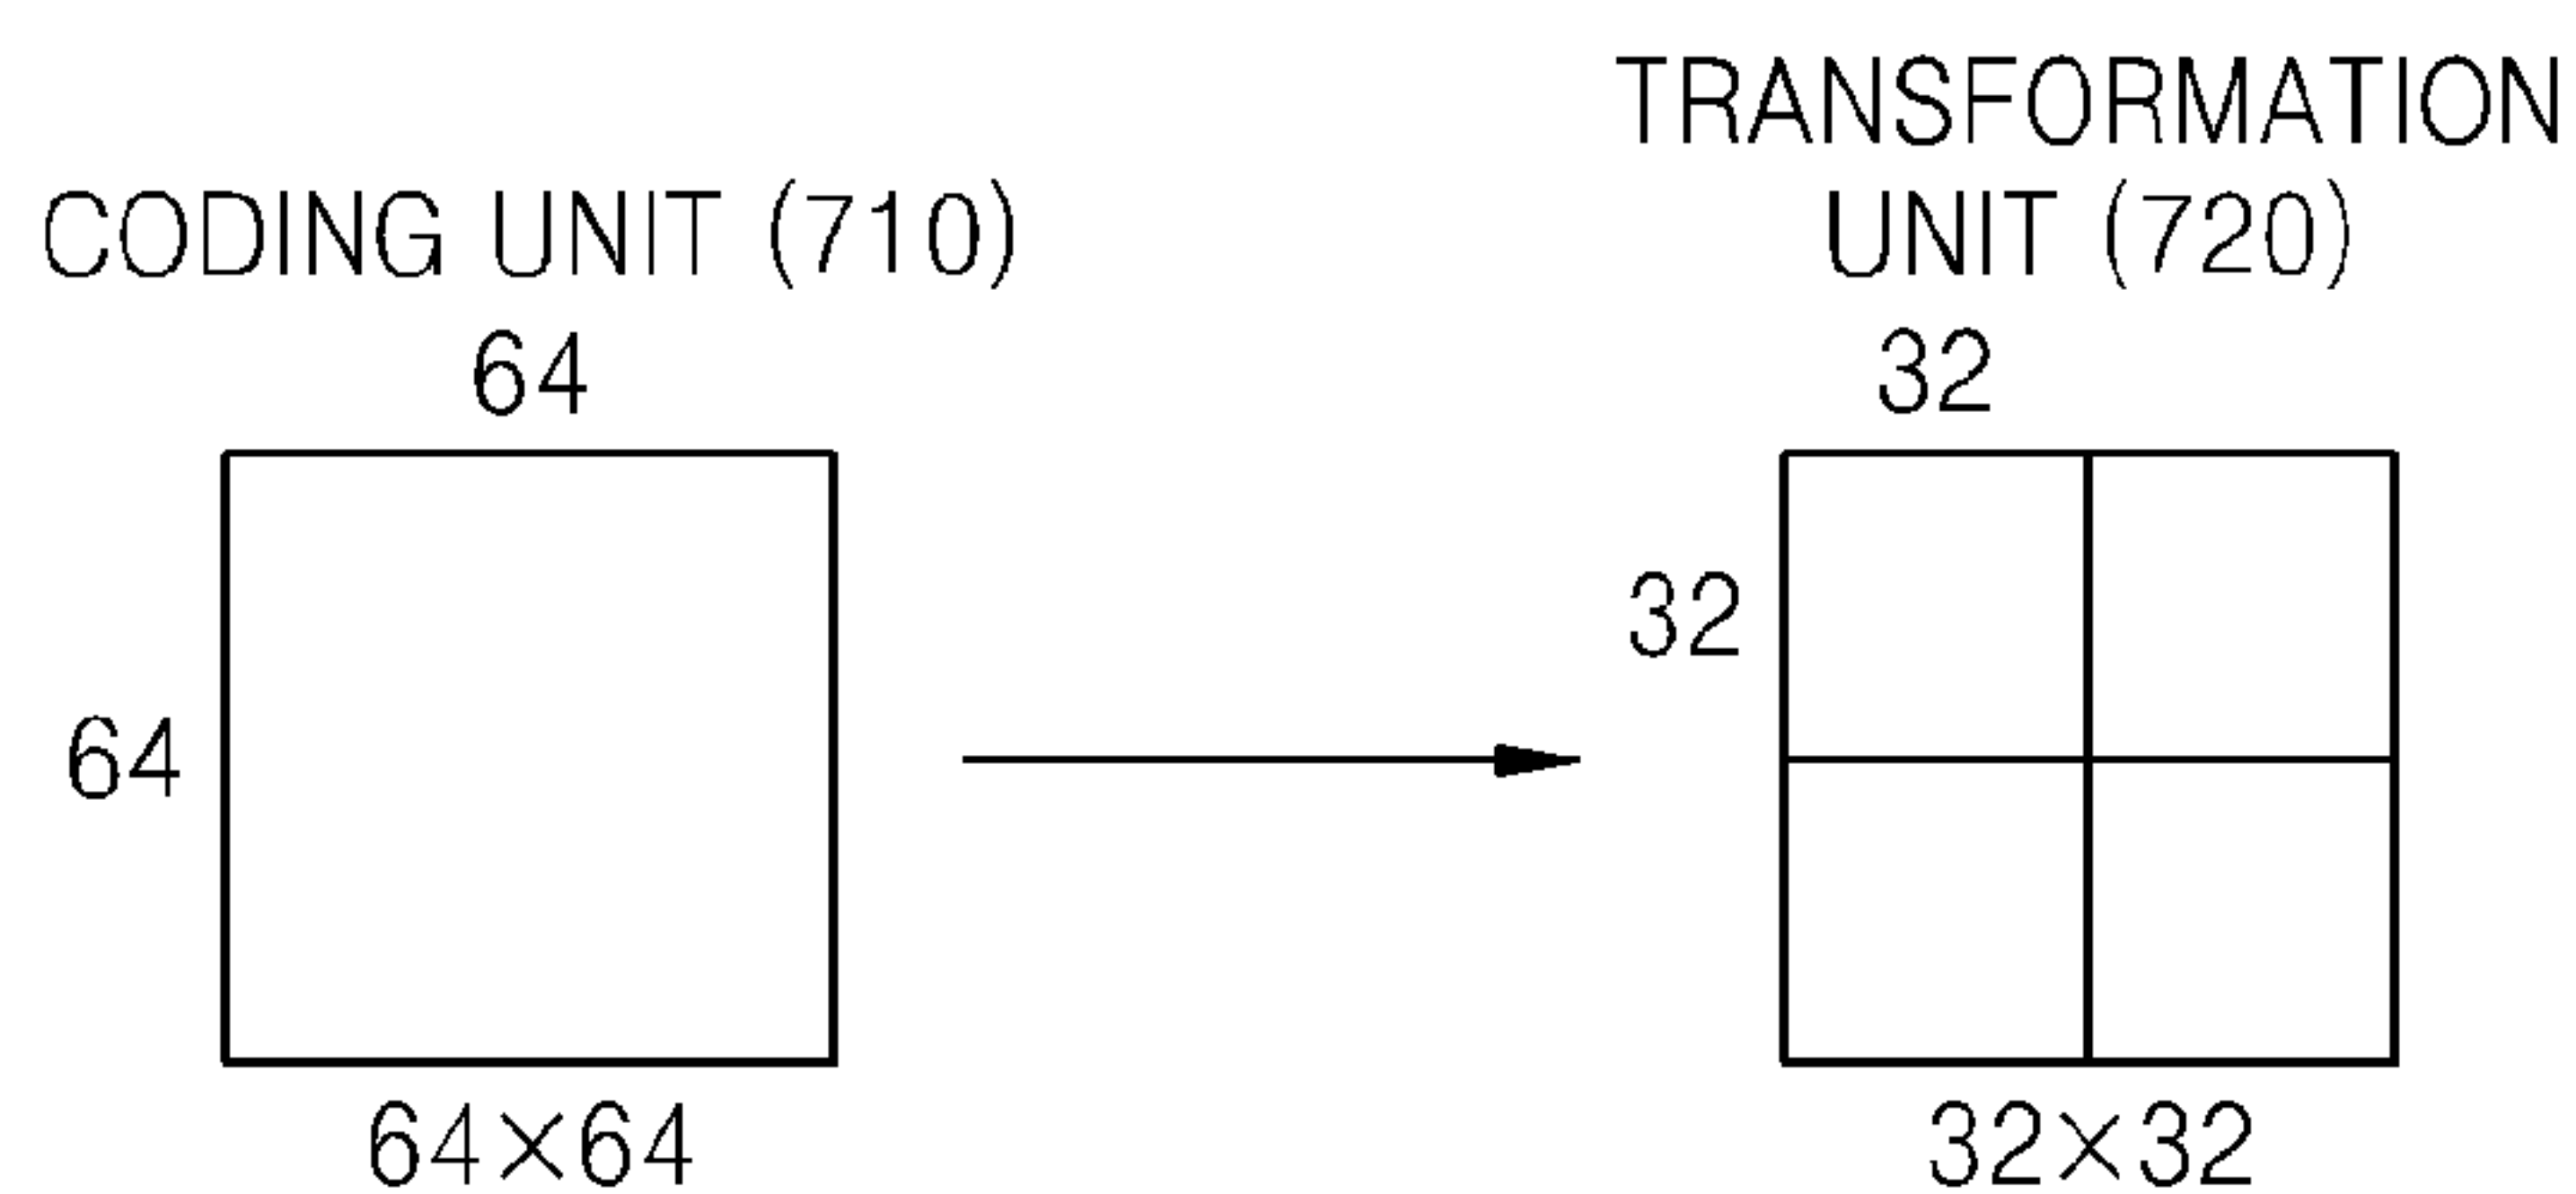 CODING UNIT (710)
64
64
64×64
TRANSFORMATION
UNIT (720)
32
32
32×32